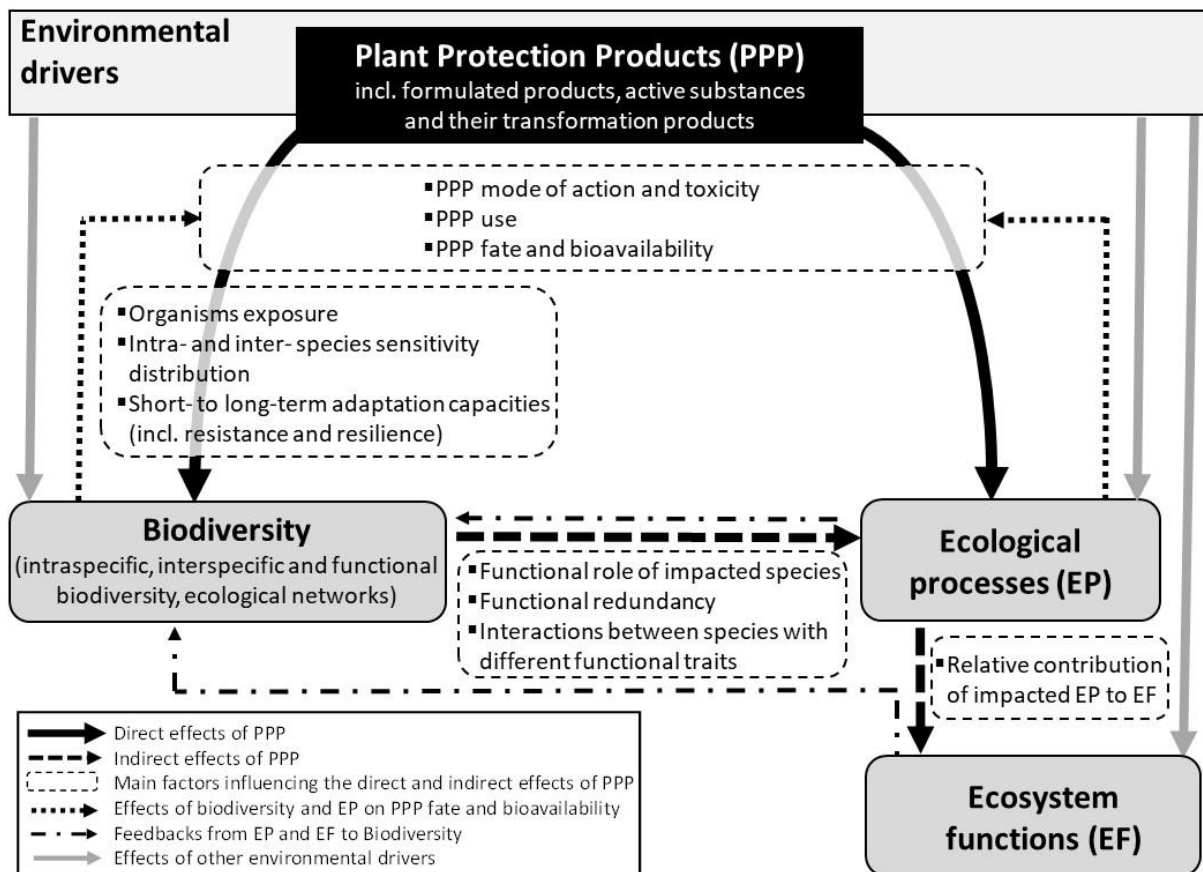 Environmental
drivers
Plant Protection Products (PPP)
incl. formulated products, active substances
and their transformation products
▪PPP mode of action and toxicity
▪PPP use
▪PPP fate and bioavailability
▪Organisms exposure
▪Intra- and inter- species sensitivity
distribution
▪Short- to long-term adaptation capacities
(incl. resistance and resilience)
Biodiversity
(intraspecific, interspecific and functional
biodiversity, ecological networks)
▪Functional role of impacted species
▪Functional redundancy
▪Interactions between species with
different functional traits
Ecological
processes (EP)
▪Relative contribution
of impacted EP to EF
Ecosystem
functions (EF)
Direct effects of PPP
Indirect effects of PPP
Main factors influencing the direct and indirect effects of PPP
Effects of biodiversity and EP on PPP fate and bioavailability
Feedbacks from EP and EF to Biodiversity
Effects of other environmental drivers